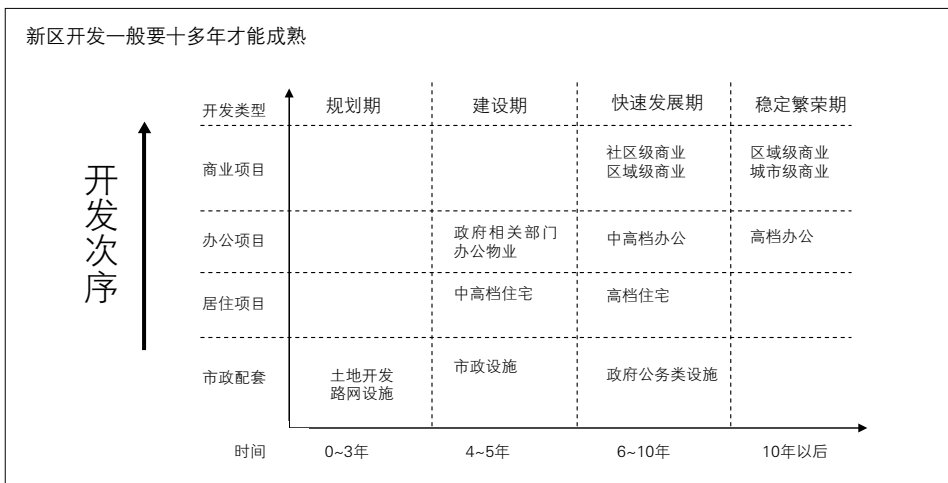 新区开发一般要十多年才能成熟
开发类型
规划期
建设期
快速发展期
稳定繁荣期
开发次序
商业项目
社区级商业
区域级商业
区域级商业
城市级商业
办公项目
政府相关部门
办公物业
中高档办公
高档办公
居住项目
中高档住宅
高档住宅
市政配套
土地开发
路网设施
市政设施
政府公务类设施
时间
0~3年
4~5年
6~10年
10年以后